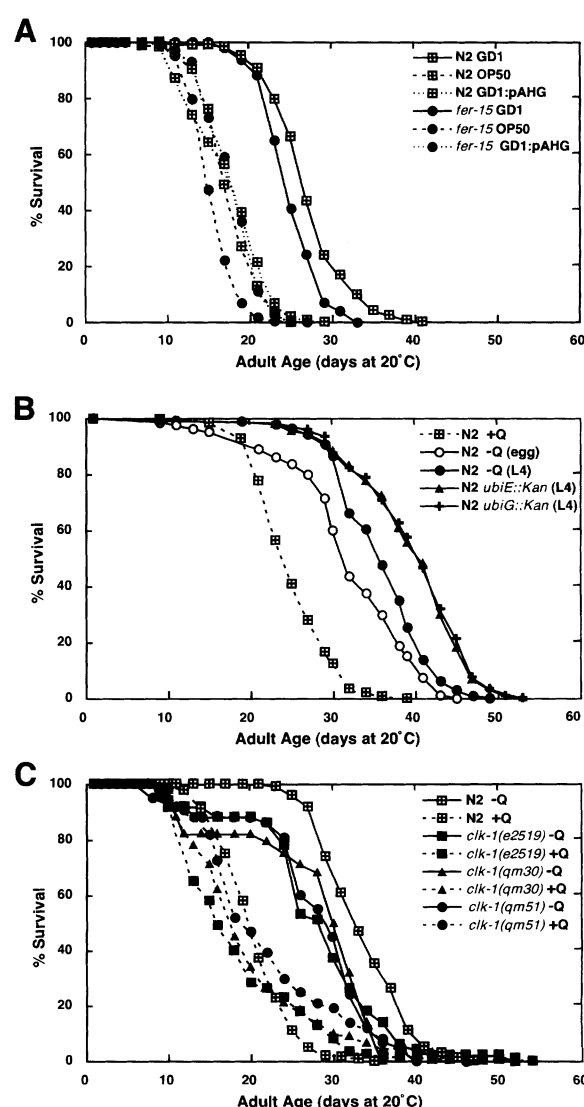 A
100
80
60
40
20
0
% Survival
0
10
20
30
40
50
60
Adult Age (days at 20˚C)
N2 GD1
N2 OP50
N2 GD1:pAHG
fer-15 GD1
fer-15 OP50
fer-15 GD1:pAHG
B
100
80
60
40
20
0
% Survival
0
10
20
30
40
50
60
Adult Age (days at 20˚C)
N2 +Q
N2 -Q (egg)
N2 -Q (L4)
N2 ubiE::Kan (L4)
N2 ubiG::Kan (L4)
C
100
80
60
40
20
0
% Survival
0
10
20
30
40
50
60
Adult Age (days at 20˚C)
N2 -Q
N2 +Q
clk-1(e2519) -Q
clk-1(e2519) +Q
clk-1(qm30) -Q
clk-1(qm30) +Q
clk-1(qm51) -Q
clk-1(qm51) +Q